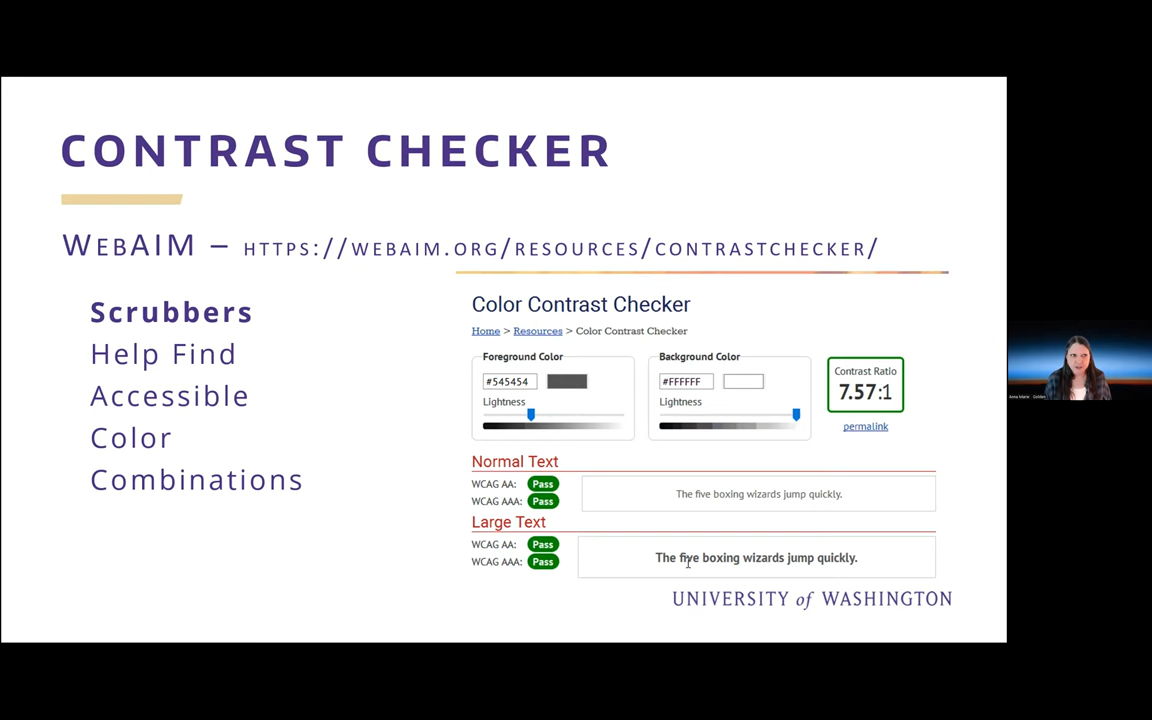 CONTRAST CHECKER
WEBAIM – HTTPS://WEBAIM.ORG/RESOURCES/CONTRASTCHECKER/
Scrubbers
Help Find
Accessible
Color
Combinations
Color Contrast Checker
Home > Resources > Color Contrast Checker
Foreground Color
#545454
Lightness
Background Color
#FFFFFF
Lightness
Contrast Ratio
7.57:1
permalink
Normal Text
WCAG AA: Pass
WCAG AAA: Pass
The five boxing wizards jump quickly.
Large Text
WCAG AA: Pass
WCAG AAA: Pass
The five boxing wizards jump quickly.
UNIVERSITY of WASHINGTON